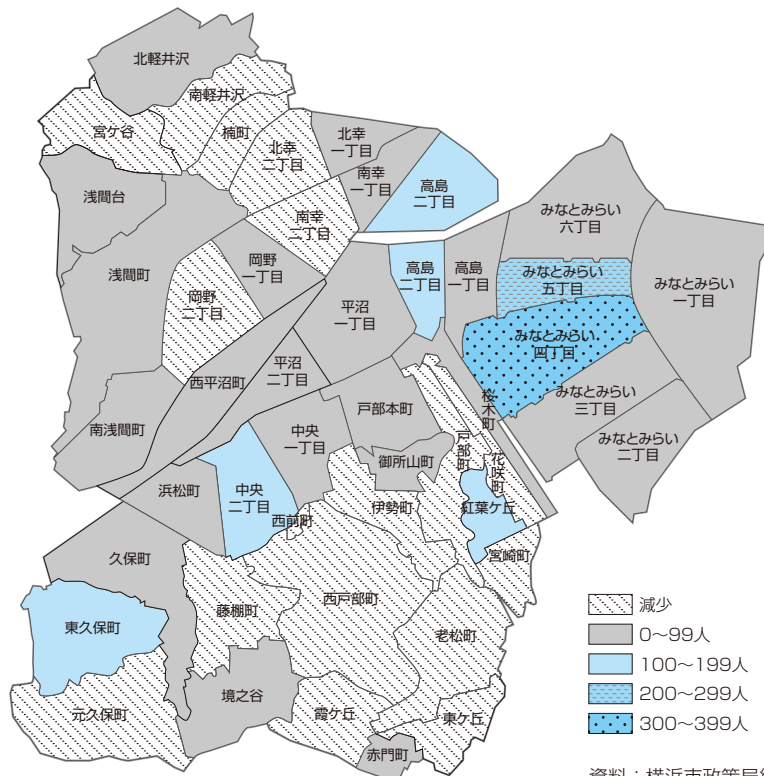 北軽井沢
南軽井沢
宮ケ谷
楠町
北幸
二丁目
北幸
一丁目
南幸
一丁目
高島
二丁目
浅間台
南幸
二丁目
みなとみらい
六丁目
浅間町
岡野
一丁目
岡野
二丁目
平沼
一丁目
高島
二丁目
高島
一丁目
みなとみらい
五丁目
みなとみらい
一丁目
みなとみらい
四丁目
平沼
二丁目
西平沼町
南浅間町
戸部本町
桜木町
みなとみらい
三丁目
みなとみらい
二丁目
中央
一丁目
御所山町
戸部町
花咲町
浜松町
中央
二丁目
西前町
伊勢町
紅葉ケ丘
宮崎町
久保町
東久保町
藤棚町
西戸部町
老松町
元久保町
境之谷
霞ケ丘
東ケ丘
赤門町
減少
0～99人
100～199人
200～299人
300～399人